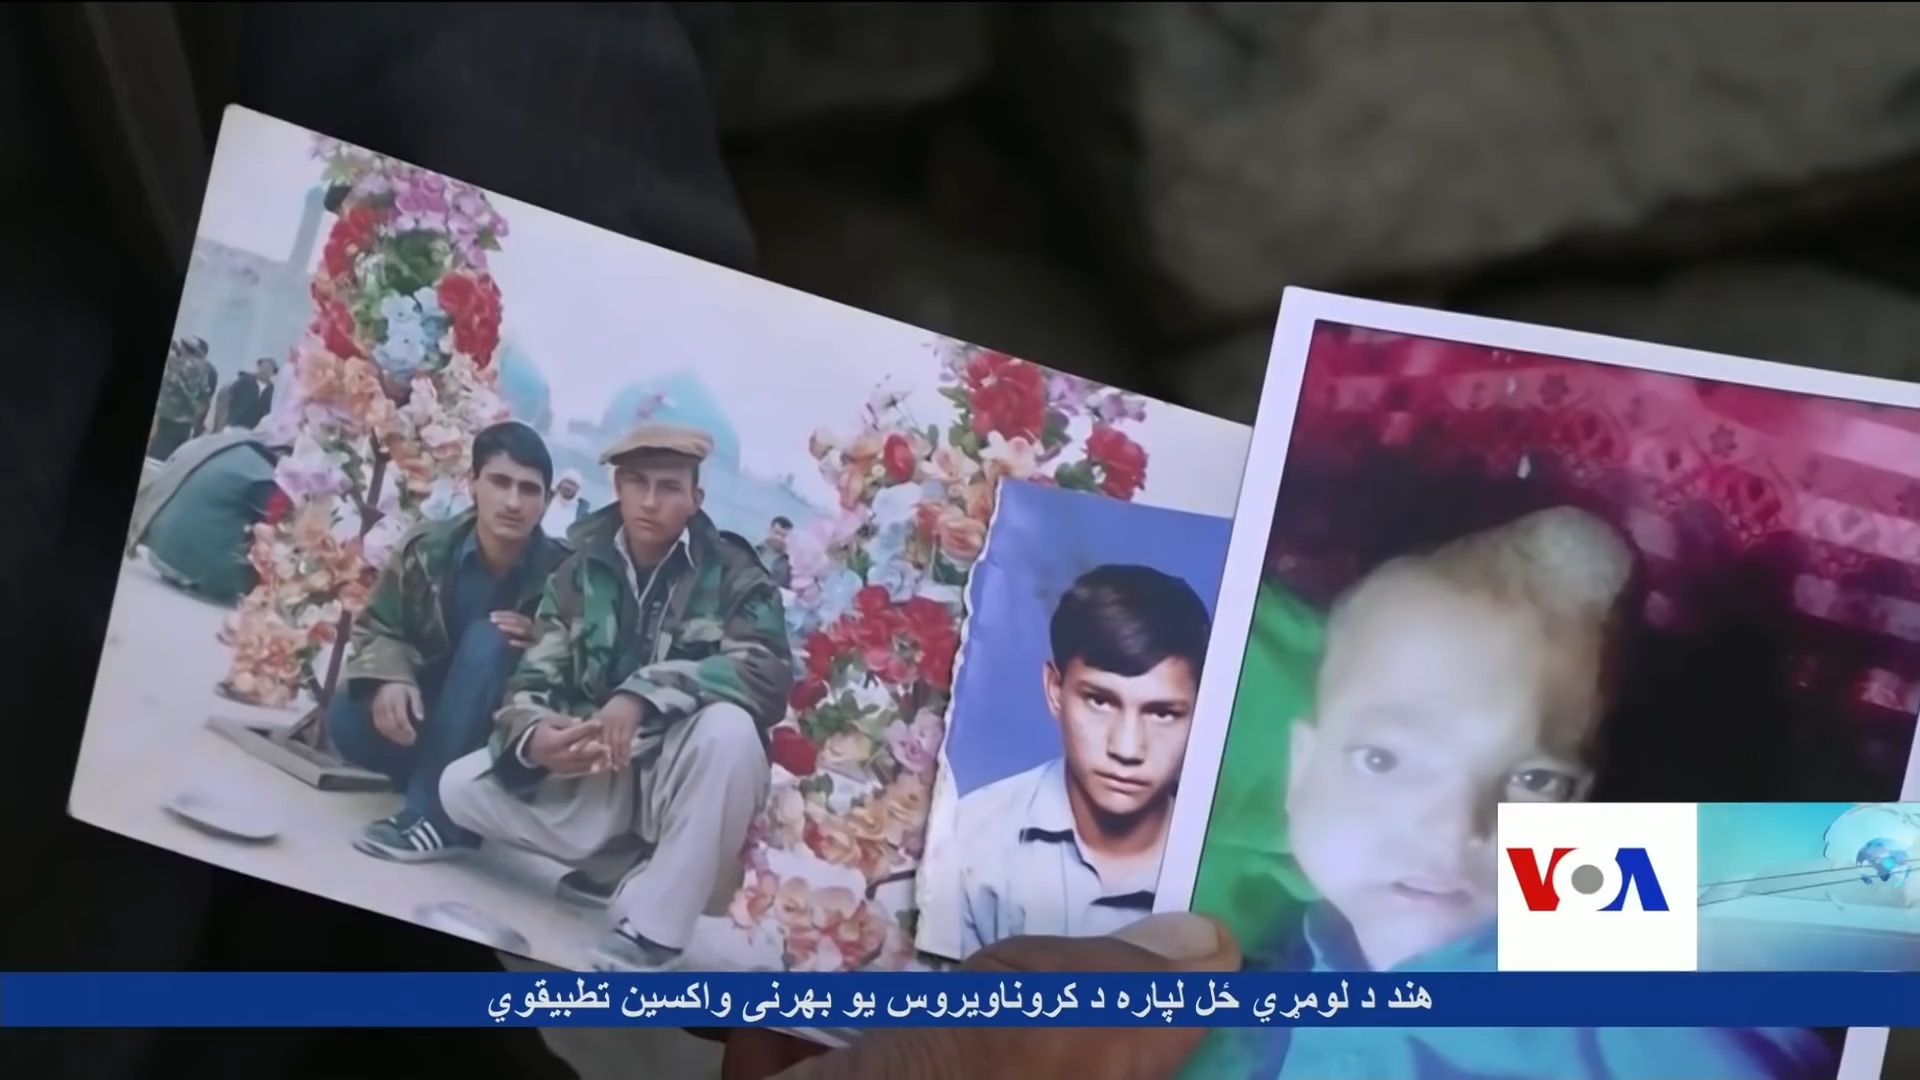 VOA
هند د لومړي ځل لپاره د کروناویروس یو بهرنی واکسین تطبیقوي